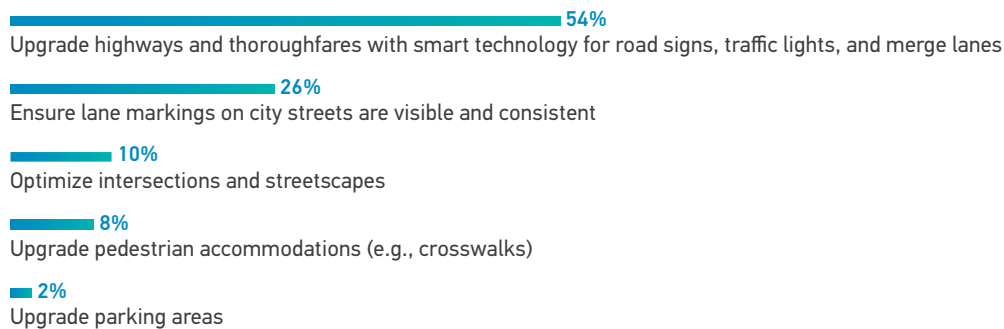 54%
Upgrade highways and thoroughfares with smart technology for road signs, traffic lights, and merge lanes
26%
Ensure lane markings on city streets are visible and consistent
10%
Optimize intersections and streetscapes
8%
Upgrade pedestrian accommodations (e.g., crosswalks)
2%
Upgrade parking areas